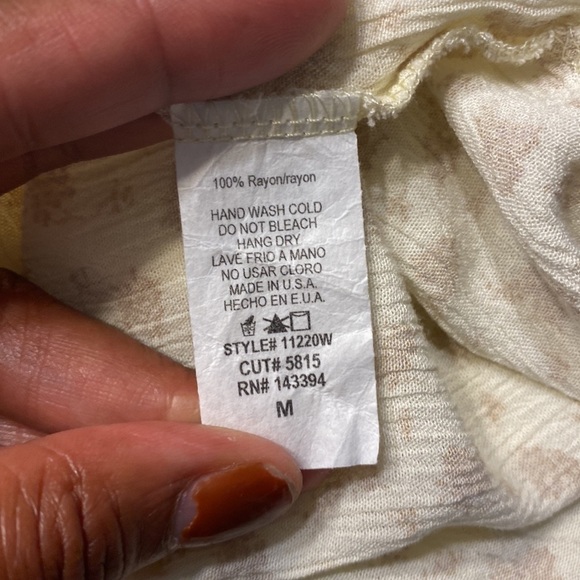 100% Rayon/rayon
HAND WASH COLD
DO NOT BLEACH
HANG DRY
LAVE FRIO A MANO
NO USAR CLORO
MADE IN U.S.A.
HECHO EN E.U.A.
STYLE# 11220W
CUT# 5815
RN# 143394
M